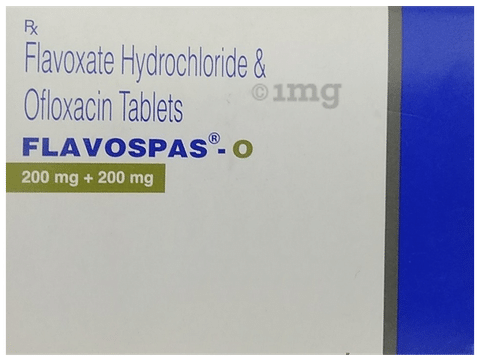 Rx
Flavoxate Hydrochloride &
Ofloxacin Tablets
©1mg
FLAVOSPAS®-O
200 mg + 200 mg